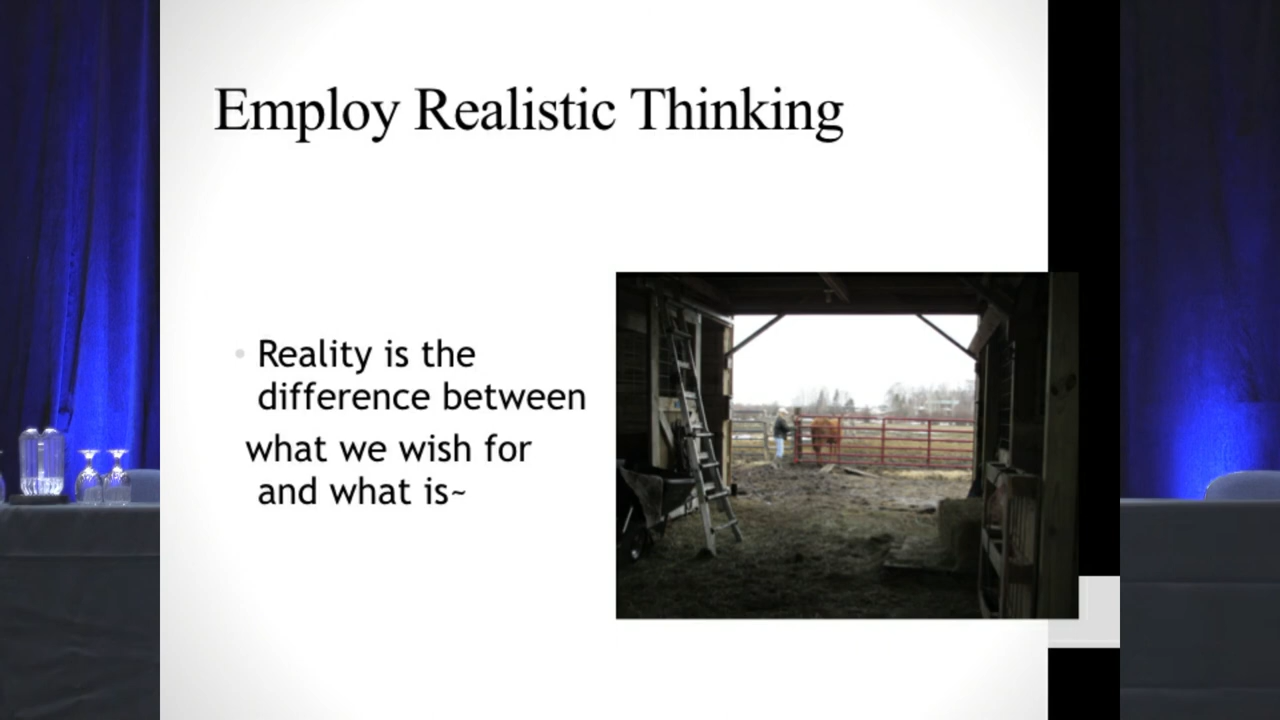 Employ Realistic Thinking
Reality is the
difference between
what we wish for
and what is~